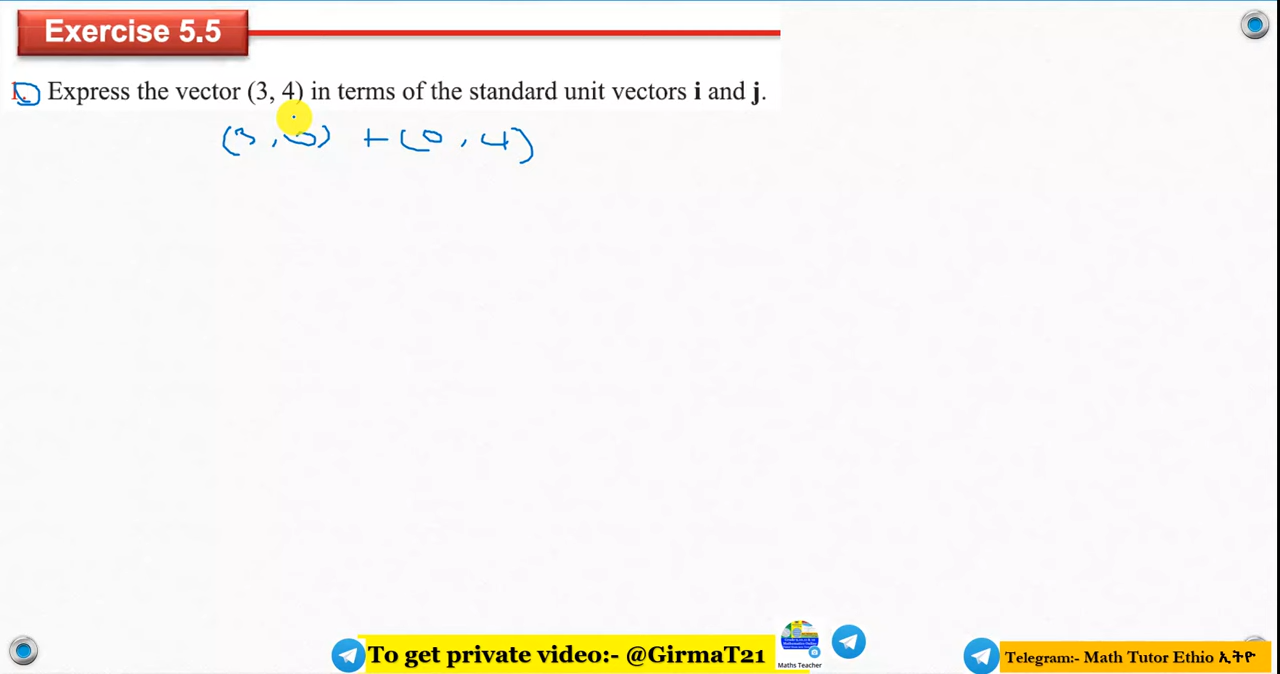 Exercise 5.5
1. Express the vector (3, 4) in terms of the standard unit vectors i and j.
(3, 0) + (0, 4)
To get private video:- @GirmaT21
Maths Teacher
Telegram:- Math Tutor Ethio ኢትዮ